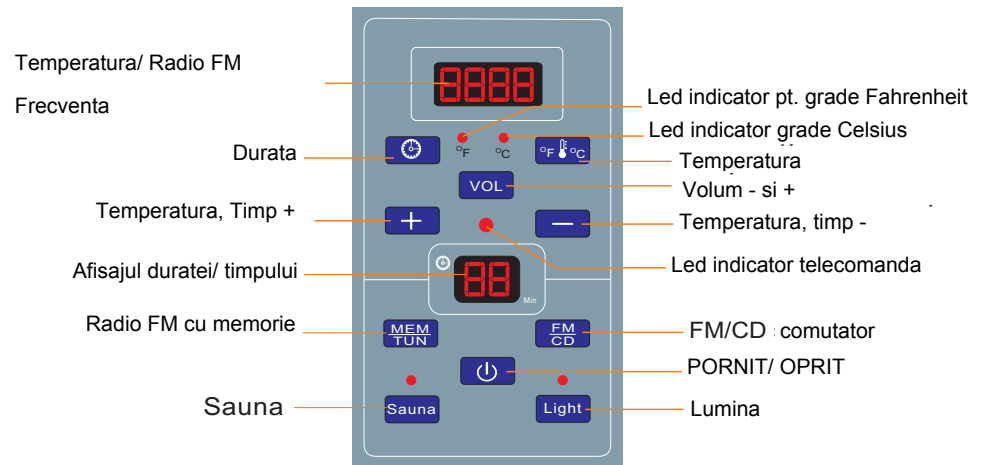 Temperatura/ Radio FM
Frecventa
8888
Led indicator pt. grade Fahrenheit
Led indicator grade Celsius
Durata
°F
°C
°F °C
Temperatura
VOL
Volum - si +
Temperatura, Timp +
+
−
Temperatura, timp -
Afisajul duratei/ timpului
88
Min
Led indicator telecomanda
Radio FM cu memorie
MEM
TUN
FM
CD
FM/CD comutator
PORNIT/ OPRIT
Sauna
Sauna
Light
Lumina